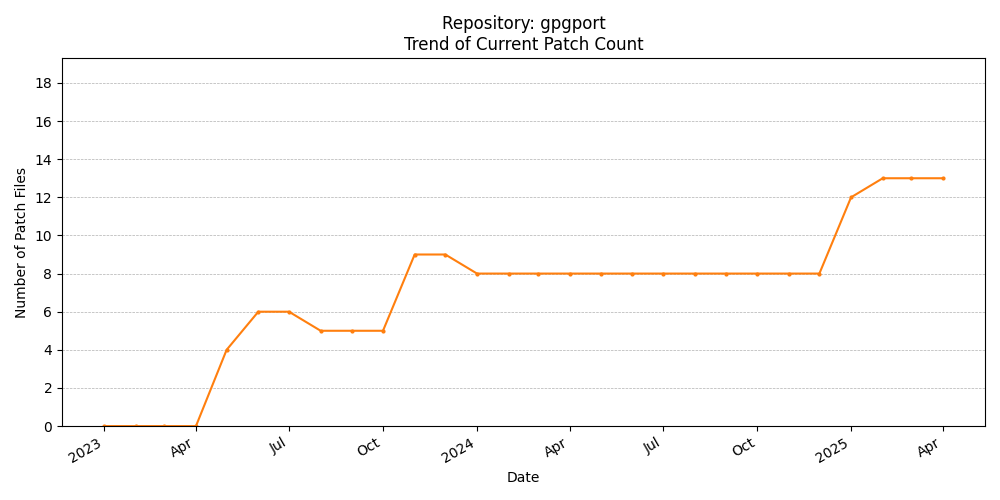 Repository: gpgport
Trend of Current Patch Count
Number of Patch Files
18
16
14
12
10
8
6
4
2
0
2023
Apr
Jul
Oct
2024
Apr
Jul
Oct
2025
Apr
Date